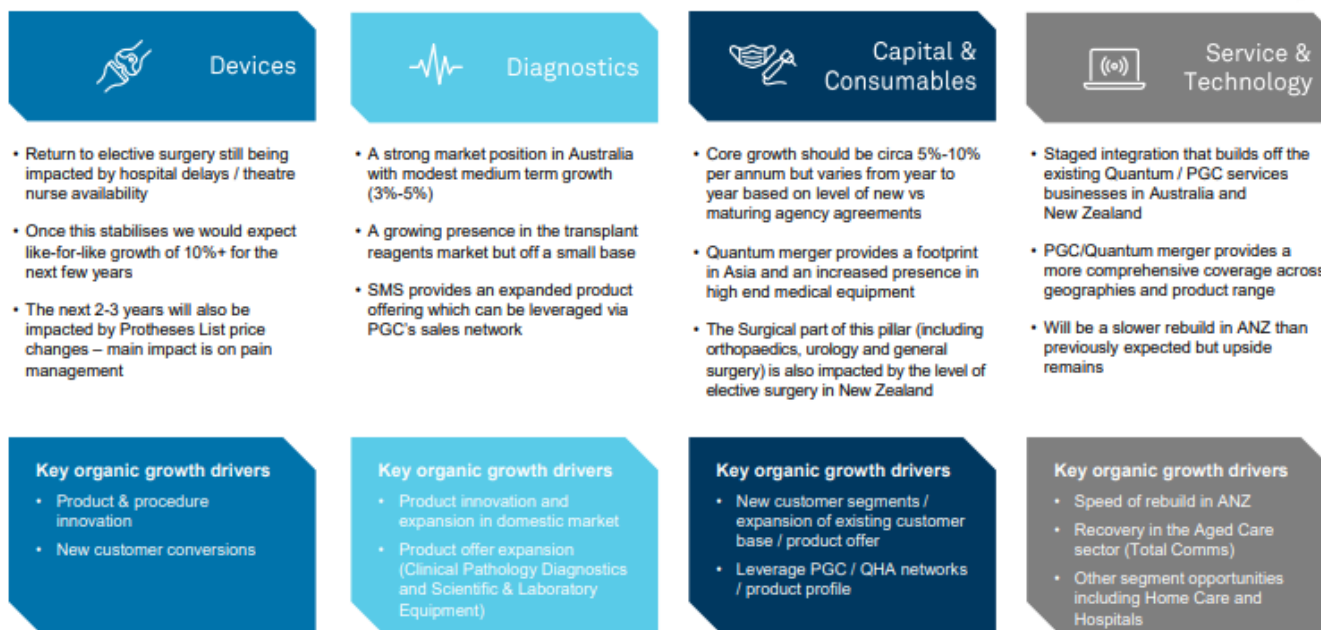 Devices
• Return to elective surgery still being
impacted by hospital delays / theatre
nurse availability
• Once this stabilises we would expect
like-for-like growth of 10%+ for the
next few years
• The next 2-3 years will also be
impacted by Protheses List price
changes – main impact is on pain
management
Key organic growth drivers
• Product & procedure
innovation
• New customer conversions
Diagnostics
• A strong market position in Australia
with modest medium term growth
(3%-5%)
• A growing presence in the transplant
reagents market but off a small base
• SMS provides an expanded product
offering which can be leveraged via
PGC's sales network
Key organic growth drivers
• Product innovation and
expansion in domestic market
• Product offer expansion
(Clinical Pathology Diagnostics
and Scientific & Laboratory
Equipment)
Capital &
Consumables
• Core growth should be circa 5%-10%
per annum but varies from year to
year based on level of new vs
maturing agency agreements
• Quantum merger provides a footprint
in Asia and an increased presence in
high end medical equipment
• The Surgical part of this pillar (including
orthopaedics, urology and general
surgery) is also impacted by the level of
elective surgery in New Zealand
Key organic growth drivers
• New customer segments /
expansion of existing customer
base / product offer
• Leverage PGC / QHA networks
/ product profile
Service &
Technology
• Staged integration that builds off the
existing Quantum / PGC services
businesses in Australia and
New Zealand
• PGC/Quantum merger provides a
more comprehensive coverage across
geographies and product range
• Will be a slower rebuild in ANZ than
previously expected but upside
remains
Key organic growth drivers
• Speed of rebuild in ANZ
• Recovery in the Aged Care
sector (Total Comms)
• Other segment opportunities
including Home Care and
Hospitals